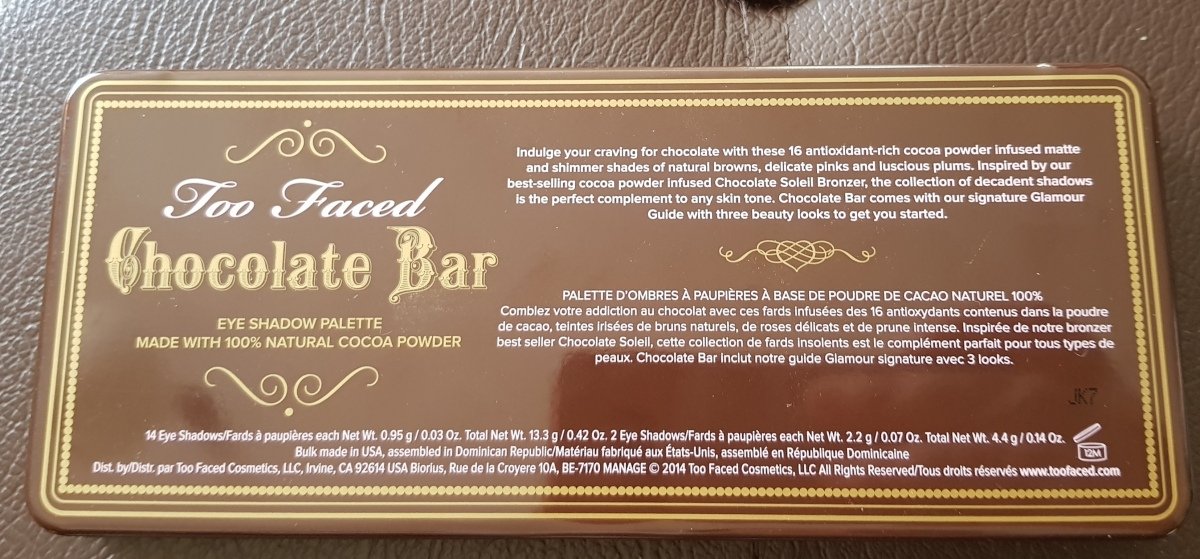 Too Faced
Chocolate Bar
EYE SHADOW PALETTE
MADE WITH 100% NATURAL COCOA POWDER
Indulge your craving for chocolate with these 16 antioxidant-rich cocoa powder infused matte
and shimmer shades of natural browns, delicate pinks and luscious plums. Inspired by our
best-selling cocoa powder infused Chocolate Soleil Bronzer, the collection of decadent shadows
is the perfect complement to any skin tone. Chocolate Bar comes with our signature Glamour
Guide with three beauty looks to get you started.
PALETTE D'OMBRES À PAUPIÈRES À BASE DE POUDRE DE CACAO NATUREL 100%
Comblez votre addiction au chocolat avec ces fards infusées des 16 antioxydants contenus dans la poudre
de cacao, teintes irisées de bruns naturels, de roses délicats et de prune intense. Inspirée de notre bronzer
best seller Chocolate Soleil, cette collection de fards insolents est le complément parfait pour tous types de
peaux. Chocolate Bar inclut notre guide Glamour signature avec 3 looks.
JK7
14 Eye Shadows/Fards à paupières each Net Wt. 0.95 g / 0.03 Oz. Total Net Wt. 13.3 g / 0.42 Oz. 2 Eye Shadows/Fards à paupières each Net Wt. 2.2 g / 0.07 Oz. Total Net Wt. 4.4 g / 0.14 Oz.
Bulk made in USA, assembled in Dominican Republic/Matériau fabriqué aux États-Unis, assemblé en République Dominicaine
12M
Dist. by/Distr. par Too Faced Cosmetics, LLC, Irvine, CA 92614 USA Biorius, Rue de la Croyere 10A, BE-7170 MANAGE © 2014 Too Faced Cosmetics, LLC All Rights Reserved/Tous droits réservés www.toofaced.com